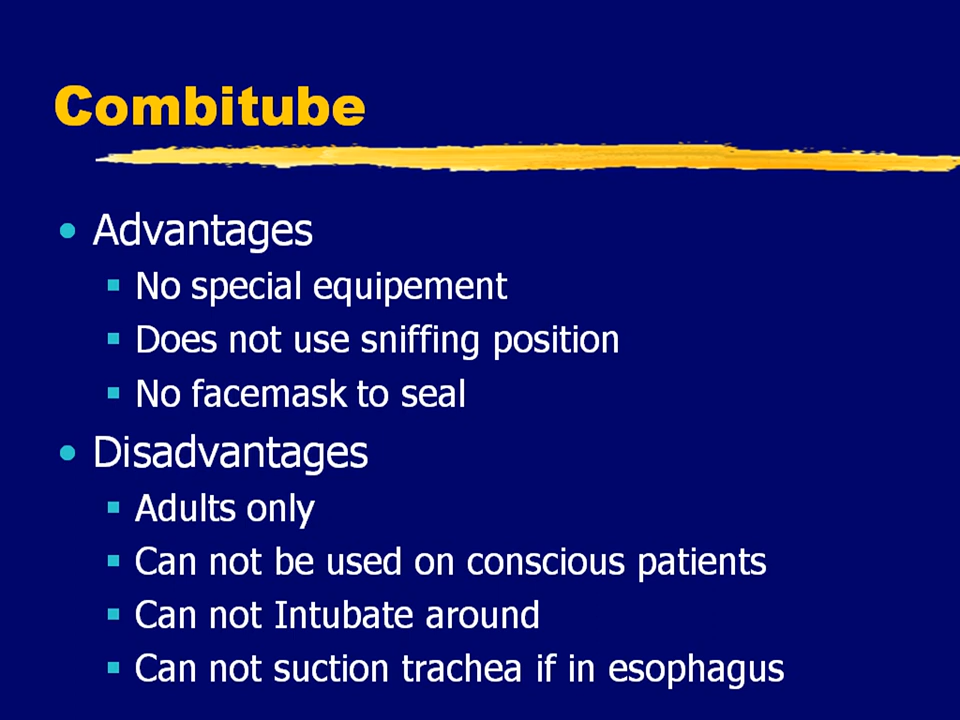 Combitube
• Advantages
▪ No special equipement
▪ Does not use sniffing position
▪ No facemask to seal
• Disadvantages
▪ Adults only
▪ Can not be used on conscious patients
▪ Can not Intubate around
▪ Can not suction trachea if in esophagus